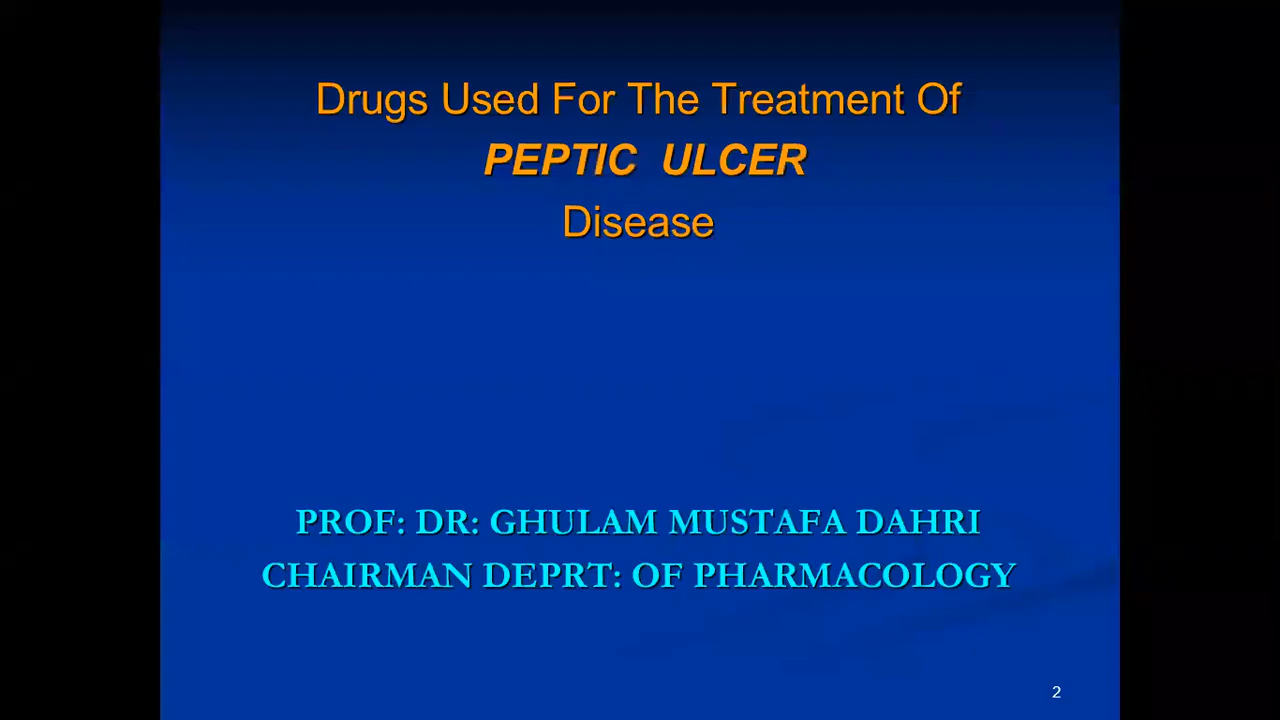 Drugs Used For The Treatment Of
PEPTIC ULCER
Disease
PROF: DR: GHULAM MUSTAFA DAHRI
CHAIRMAN DEPRT: OF PHARMACOLOGY
2